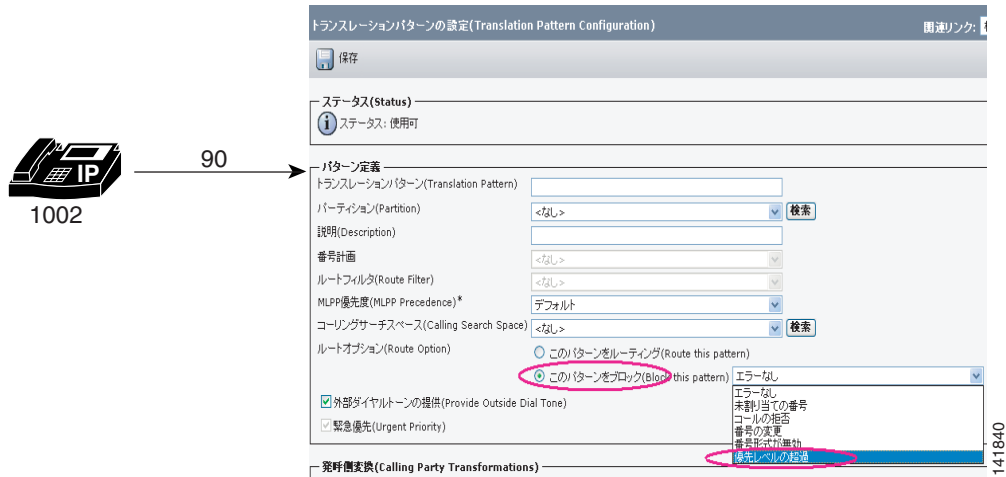 トランスレーションパターンの設定(Translation Pattern Configuration)
関連リンク:
保存
ステータス(Status)
ステータス: 使用可
90
IP
1002
パターン定義
トランスレーションパターン(Translation Pattern)
パーティション(Partition)
<なし>
検索
説明(Description)
番号計画
<なし>
ルートフィルタ(Route Filter)
<なし>
MLPP優先度(MLPP Precedence)*
デフォルト
コーリングサーチスペース(Calling Search Space)
<なし>
検索
ルートオプション(Route Option)
このパターンをルーティング(Route this pattern)
このパターンをブロック(Block this pattern)
エラーなし
エラーなし
未割り当ての番号
コールの拒否
番号の変更
番号形式が無効
優先レベルの超過
外部ダイヤルトーンの提供(Provide Outside Dial Tone)
緊急優先(Urgent Priority)
発呼側変換(Calling Party Transformations)
141840